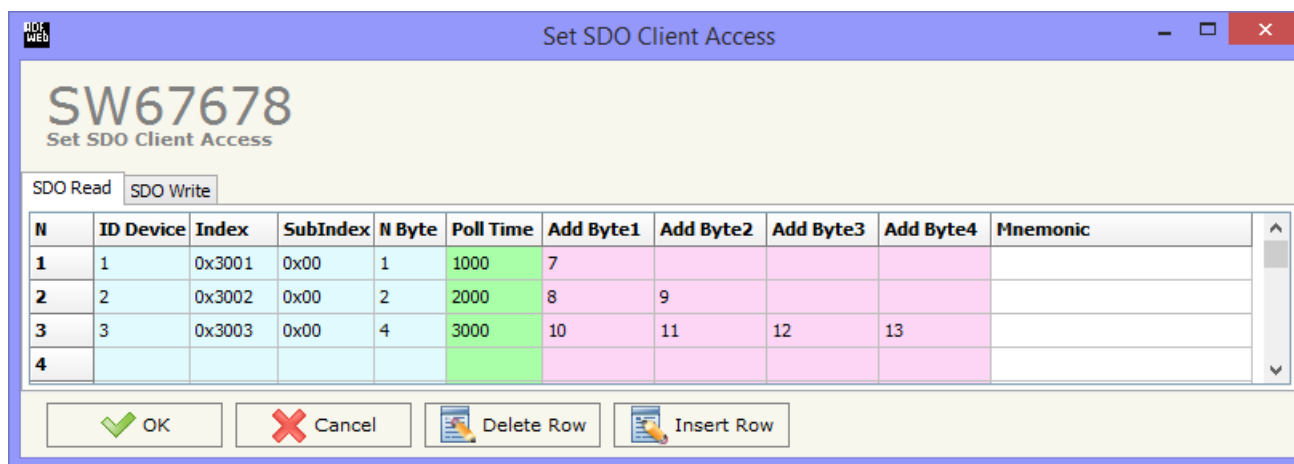 ADF
WEB
Set SDO Client Access
SW67678
Set SDO Client Access
SDO Read SDO Write
N ID Device Index SubIndex N Byte Poll Time Add Byte1 Add Byte2 Add Byte3 Add Byte4 Mnemonic
1 1 0x3001 0x00 1 1000 7
2 2 0x3002 0x00 2 2000 8 9
3 3 0x3003 0x00 4 3000 10 11 12 13
4
OK Cancel Delete Row Insert Row